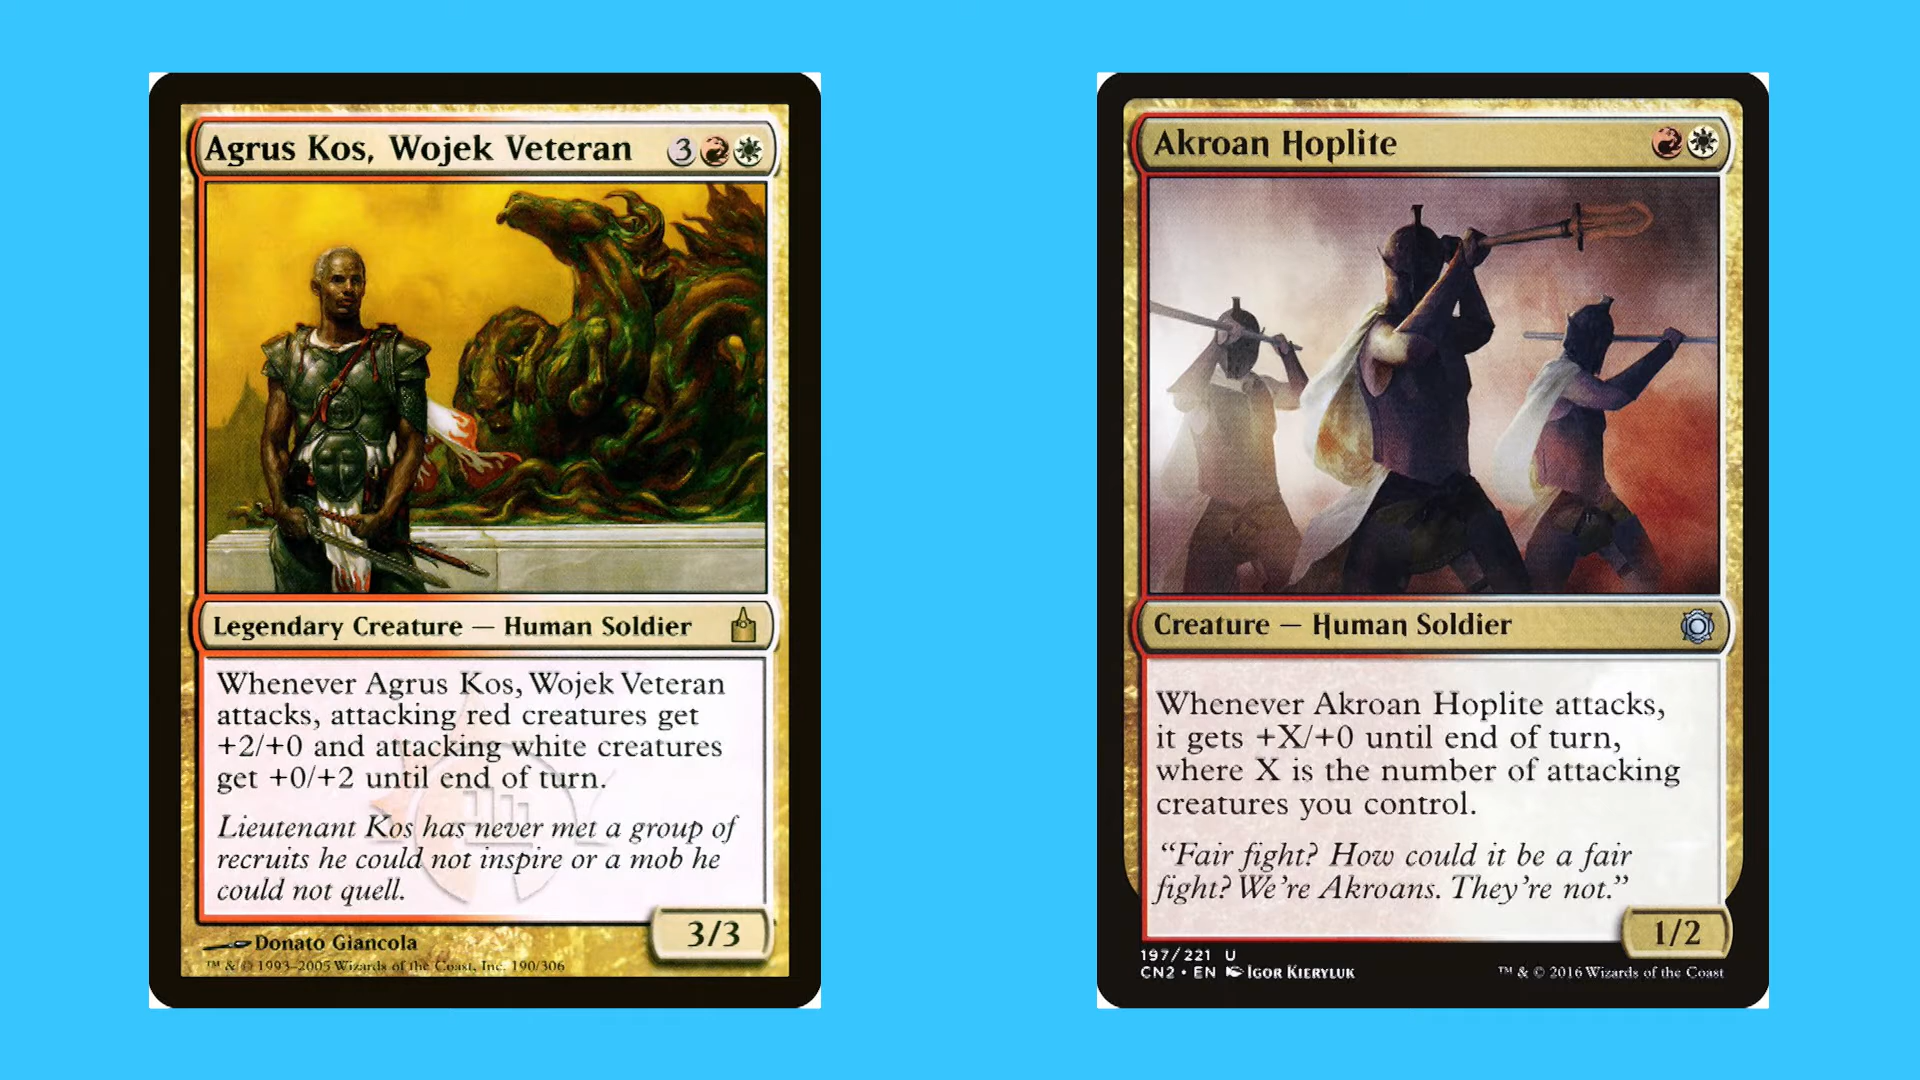 Agrus Kos, Wojek Veteran 3
Legendary Creature — Human Soldier
Whenever Agrus Kos, Wojek Veteran
attacks, attacking red creatures get
+2/+0 and attacking white creatures
get +0/+2 until end of turn.
Lieutenant Kos has never met a group of
recruits he could not inspire or a mob he
could not quell.
3/3
Donato Giancola
™ & © 1993–2005 Wizards of the Coast, Inc. 190/306
Akroan Hoplite
Creature — Human Soldier
Whenever Akroan Hoplite attacks,
it gets +X/+0 until end of turn,
where X is the number of attacking
creatures you control.
“Fair fight? How could it be a fair
fight? We’re Akroans. They’re not.”
1/2
197/221 U
CN2 • EN Igor Kieryluk
™ & © 2016 Wizards of the Coast